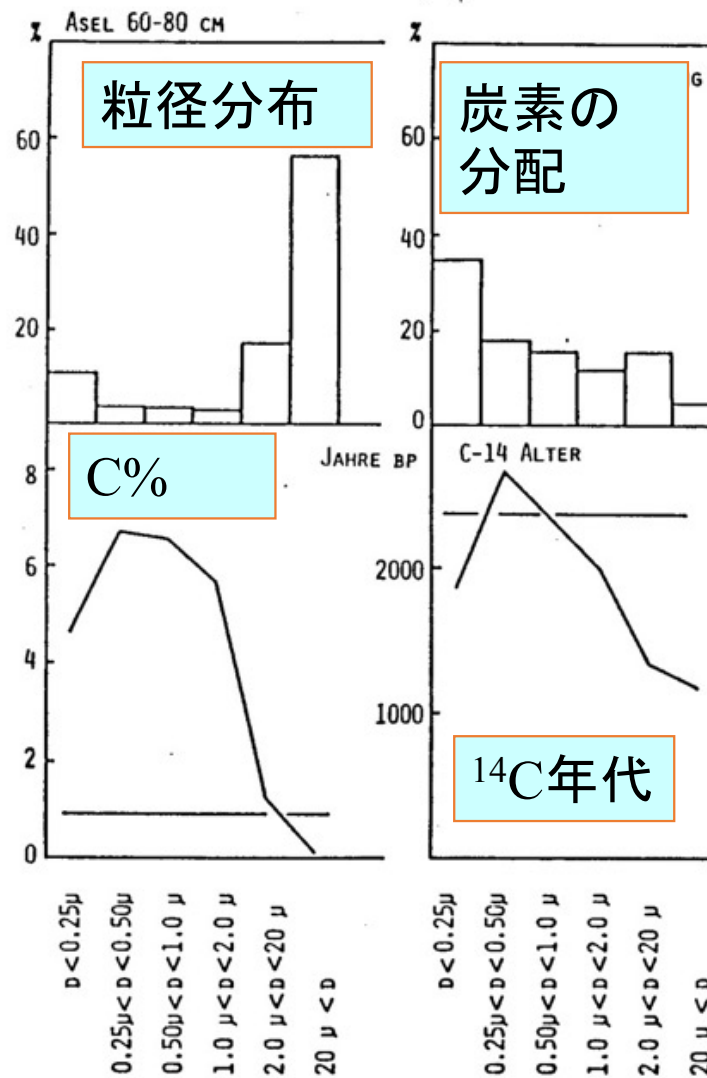 % ASEL 60-80 CM
粒径分布
60
40
20
%
G
炭素の
分配
60
40
20
0
C%
8
6
4
2
0
JAHRE BP C-14 ALTER
2000
1000
¹⁴C年代
D<0.25μ
0.25μ<D<0.50μ
0.50μ<D<1.0 μ
1.0 μ<D<2.0 μ
2.0 μ<D<20 μ
20 μ<D
D<0.25μ
0.25μ<D<0.50μ
0.50μ<D<1.0 μ
1.0 μ<D<2.0 μ
2.0 μ<D<20 μ
20 μ<D